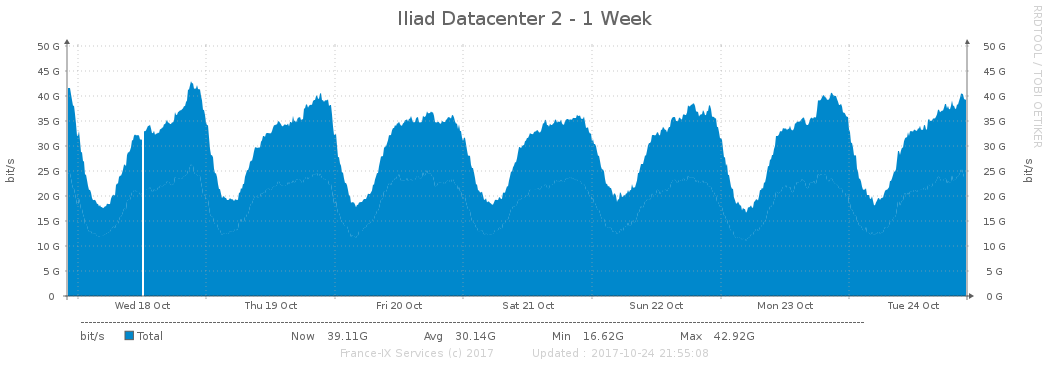 Iliad Datacenter 2 - 1 Week
RRDTOOL / TOBI OETIKER
50 G 50 G
45 G 45 G
40 G 40 G
35 G 35 G
30 G 30 G
25 G 25 G
20 G 20 G
15 G 15 G
10 G 10 G
5 G 5 G
0 0 G
bit/s bit/s
Wed 18 Oct Thu 19 Oct Fri 20 Oct Sat 21 Oct Sun 22 Oct Mon 23 Oct Tue 24 Oct
bit/s Total Now 39.11G Avg 30.14G Min 16.62G Max 42.92G
France-IX Services (c) 2017 Updated : 2017-10-24 21:55:08